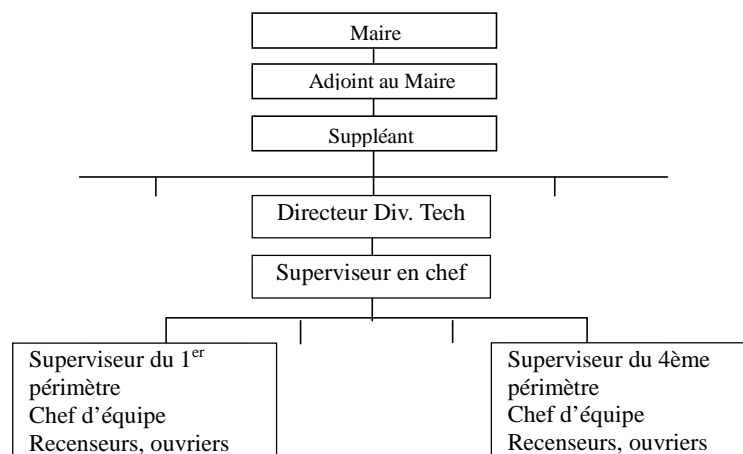 Maire
Adjoint au Maire
Suppléant
Directeur Div. Tech
Superviseur en chef
Superviseur du 1er
périmètre
Chef d'équipe
Recenseurs, ouvriers
Superviseur du 4ème
périmètre
Chef d'équipe
Recenseurs, ouvriers